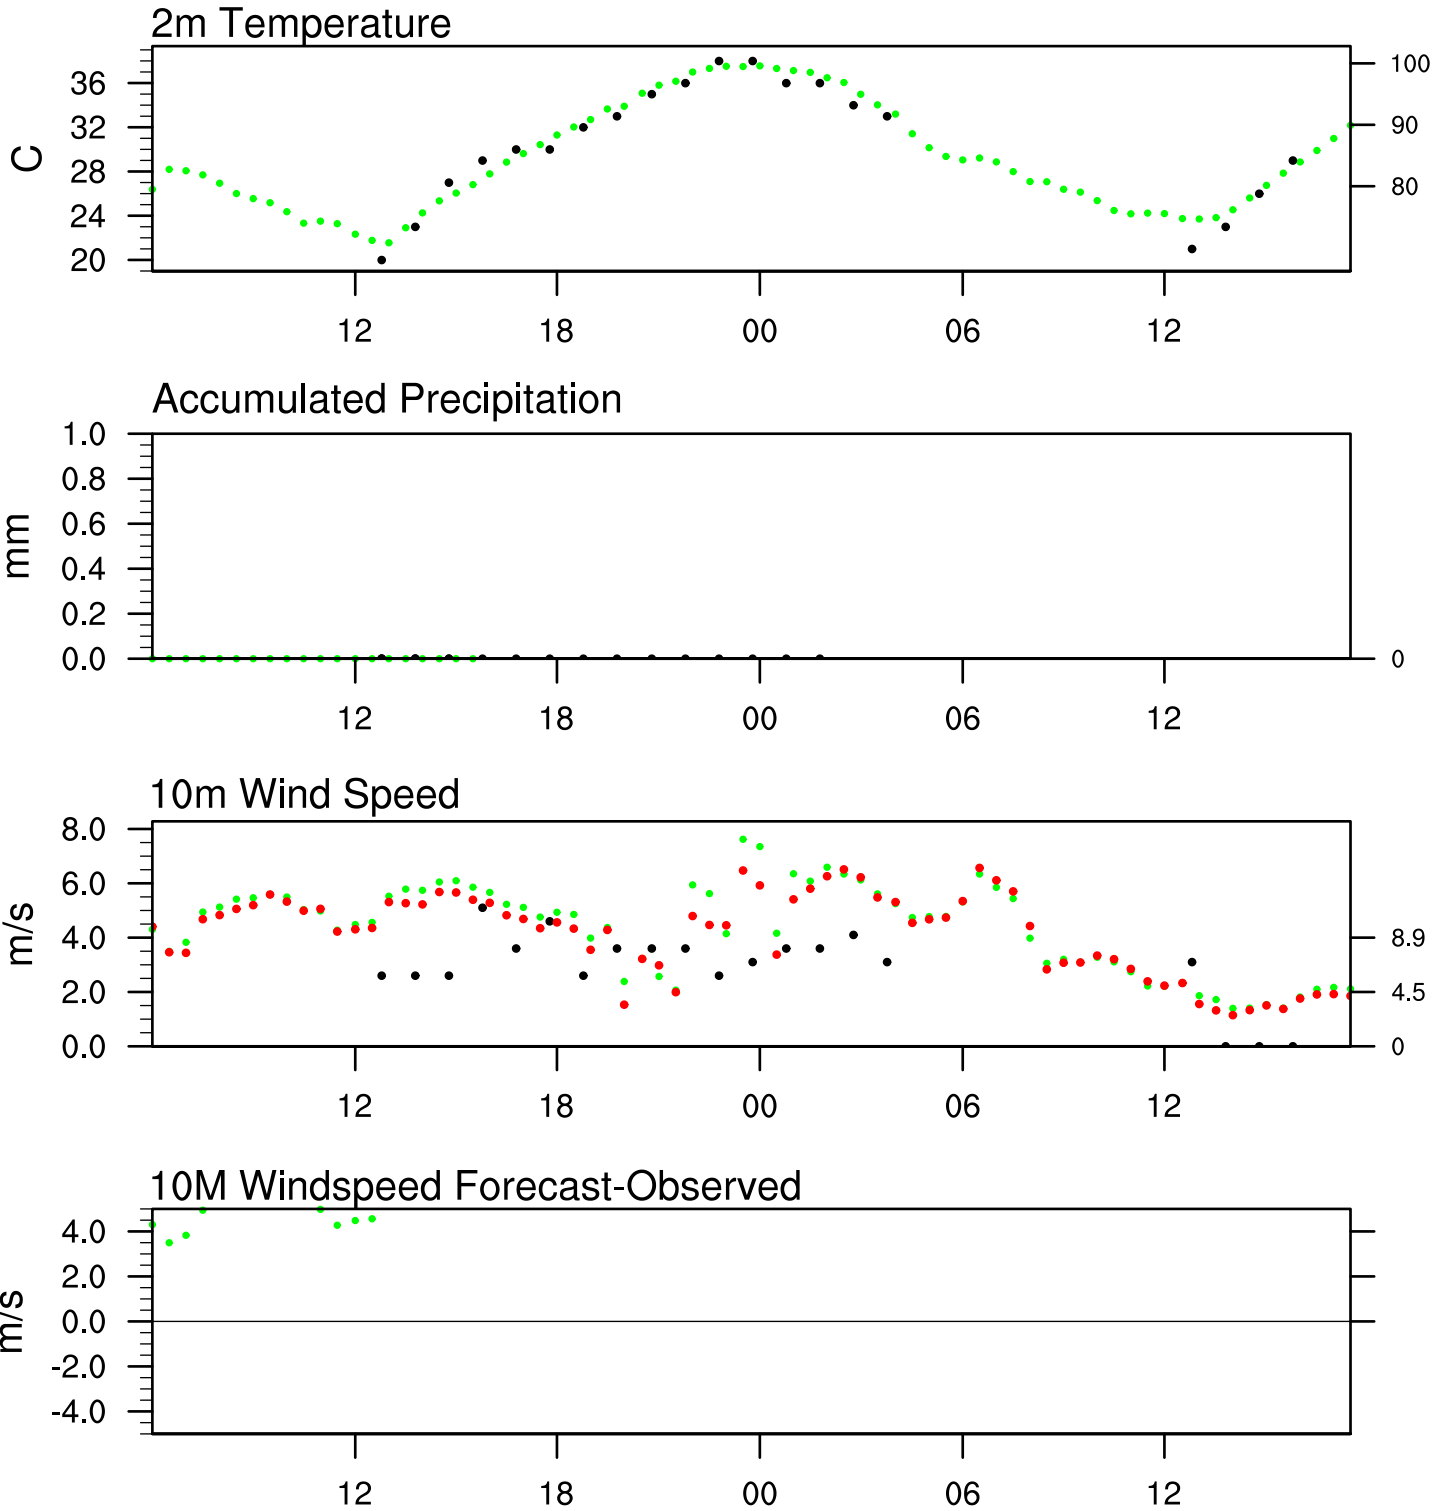 2m Temperature
C
36
32
28
24
20
100
90
80
12 18 00 06 12
Accumulated Precipitation
mm
1.0
0.8
0.6
0.4
0.2
0.0
0
12 18 00 06 12
10m Wind Speed
m/s
8.0
6.0
4.0
2.0
0.0
8.9
4.5
0
12 18 00 06 12
10M Windspeed Forecast-Observed
m/s
4.0
2.0
0.0
-2.0
-4.0
12 18 00 06 12